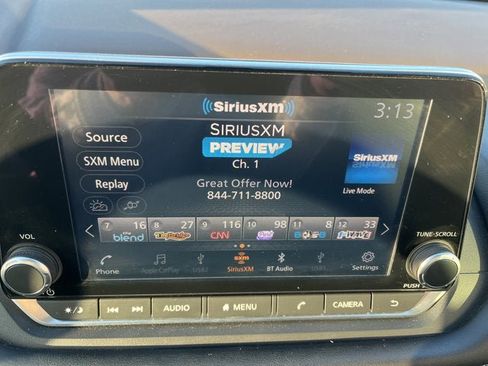 SiriusXM
3:13
SIRIUSXM
PREVIEW
Ch. 1
Source
SXM Menu
Replay
Great Offer Now!
844-711-8800
SiriusXM
Live Mode
7 16 8 27 9 116 10 98 11 8 12 33
blend CNN
VOL
TUNE·SCROLL
Phone Apple CarPlay USB2 SiriusXM BT Audio USB1 Settings
PUSH
AUDIO MENU CAMERA